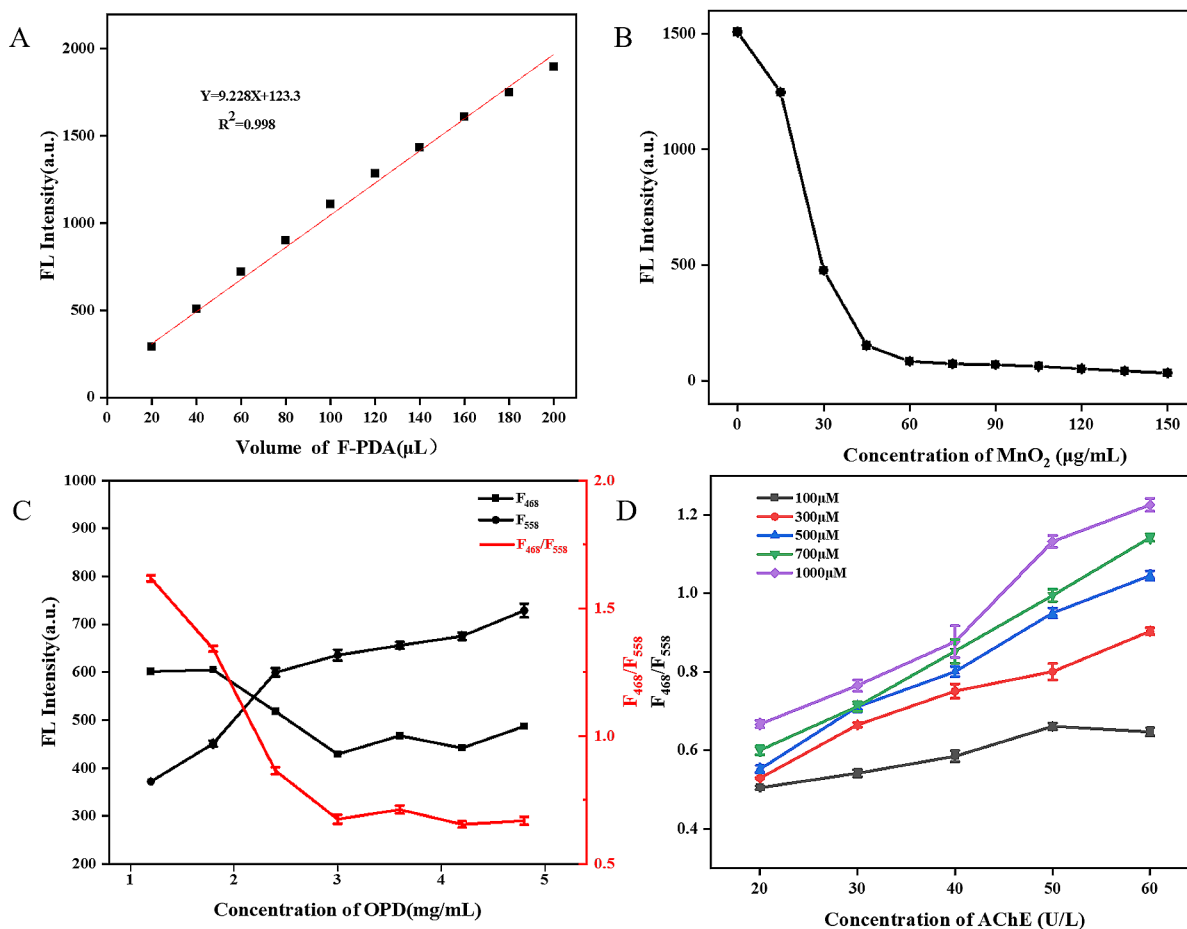 A
2000
1500
1000
500
0
Y=9.228X+123.3
R²=0.998
FL Intensity(a.u.)
20 40 60 80 100 120 140 160 180 200
Volume of F-PDA(μL)
B
1500
1000
500
0
FL Intensity(a.u.)
0 30 60 90 120 150
Concentration of MnO₂ (μg/mL)
C
1000
900
800
700
600
500
400
300
200
FL Intensity(a.u.)
F₄₆₈
F₅₅₈
F₄₆₈/F₅₅₈
2.0
1.5
1.0
0.5
F₄₆₈/F₅₅₈
1 2 3 4 5
Concentration of OPD(mg/mL)
D
1.2
1.0
0.8
0.6
0.4
F₄₆₈/F₅₅₈
100μM
300μM
500μM
700μM
1000μM
20 30 40 50 60
Concentration of AChE (U/L)